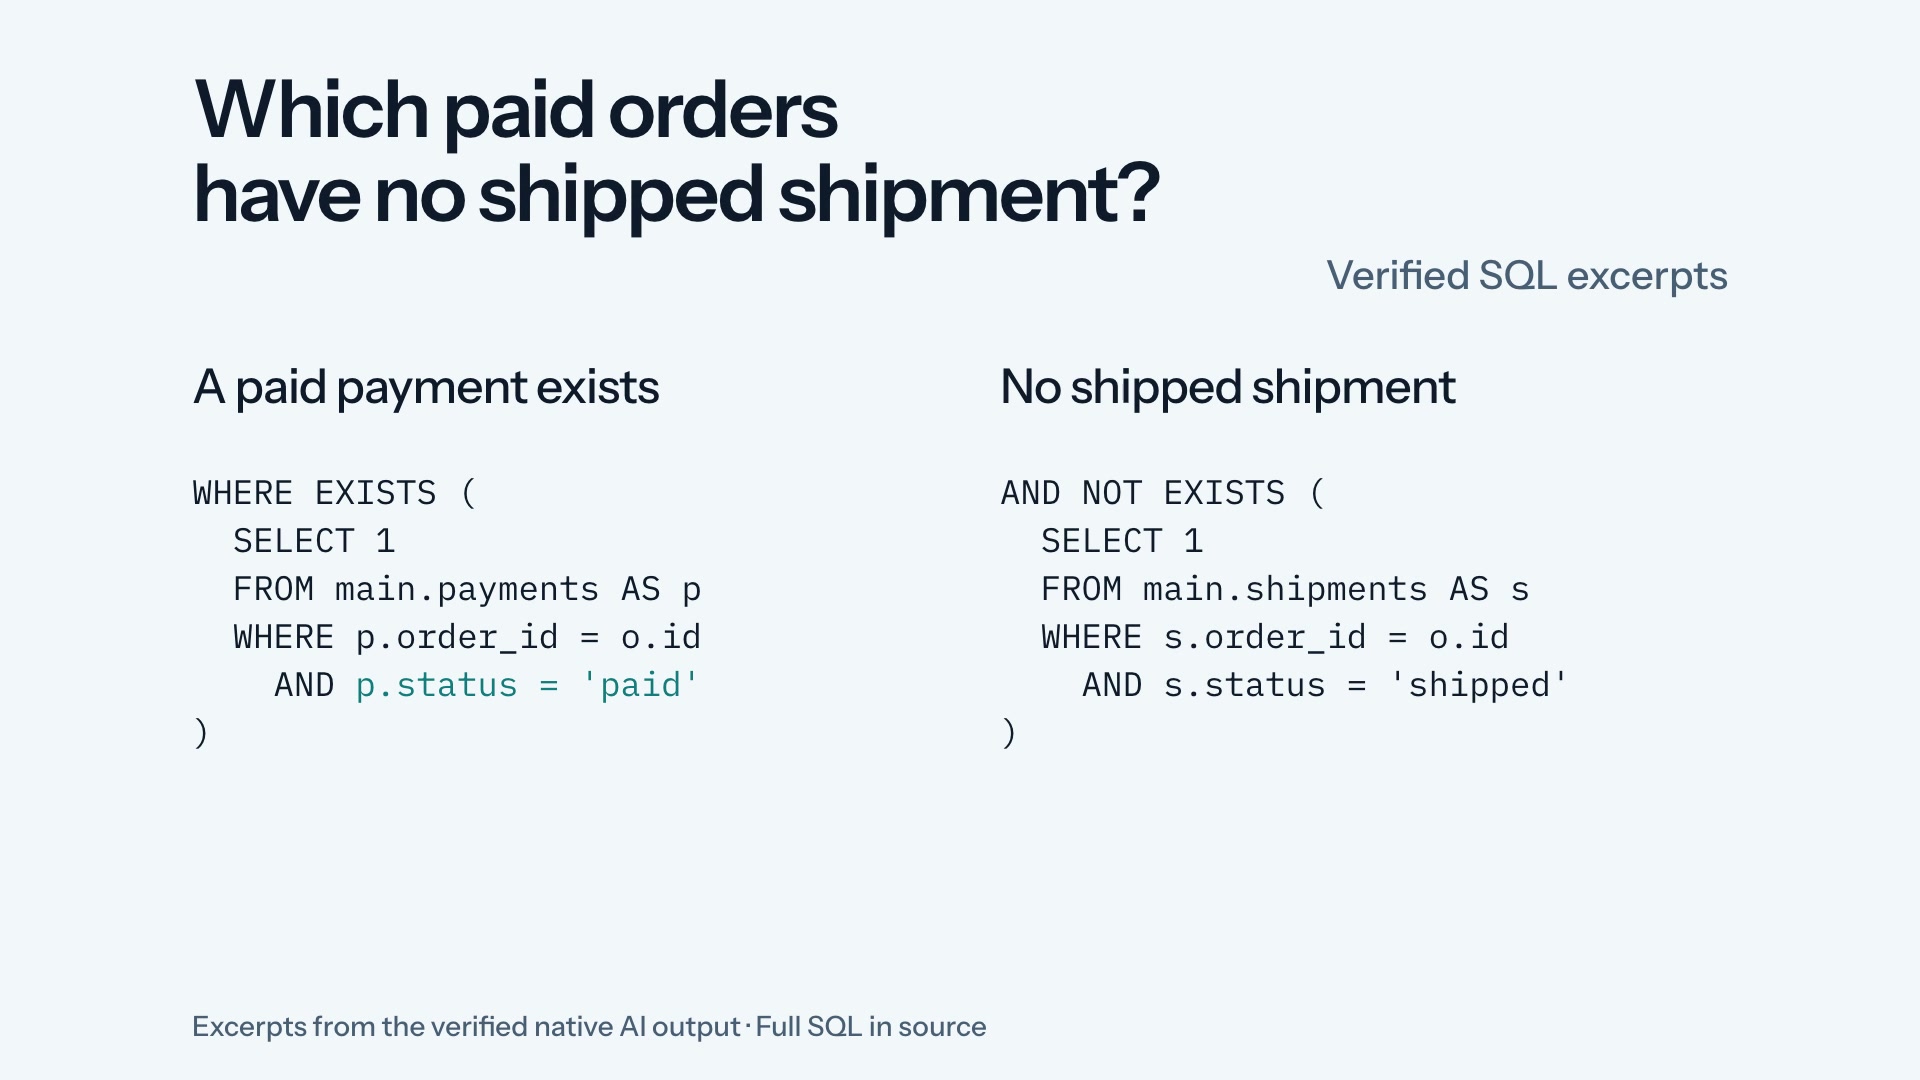 Which paid orders
have no shipped shipment?
Verified SQL excerpts
A paid payment exists
WHERE EXISTS (
  SELECT 1
  FROM main.payments AS p
  WHERE p.order_id = o.id
    AND p.status = 'paid'
)
No shipped shipment
AND NOT EXISTS (
  SELECT 1
  FROM main.shipments AS s
  WHERE s.order_id = o.id
    AND s.status = 'shipped'
)
Excerpts from the verified native AI output · Full SQL in source